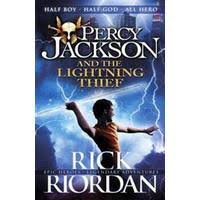 HALF BOY · HALF GOD · ALL HERO
PERCY
JACKSON
AND THE
LIGHTNING THIEF
RICK
EPIC HEROES · LEGENDARY ADVENTURES
RIORDAN